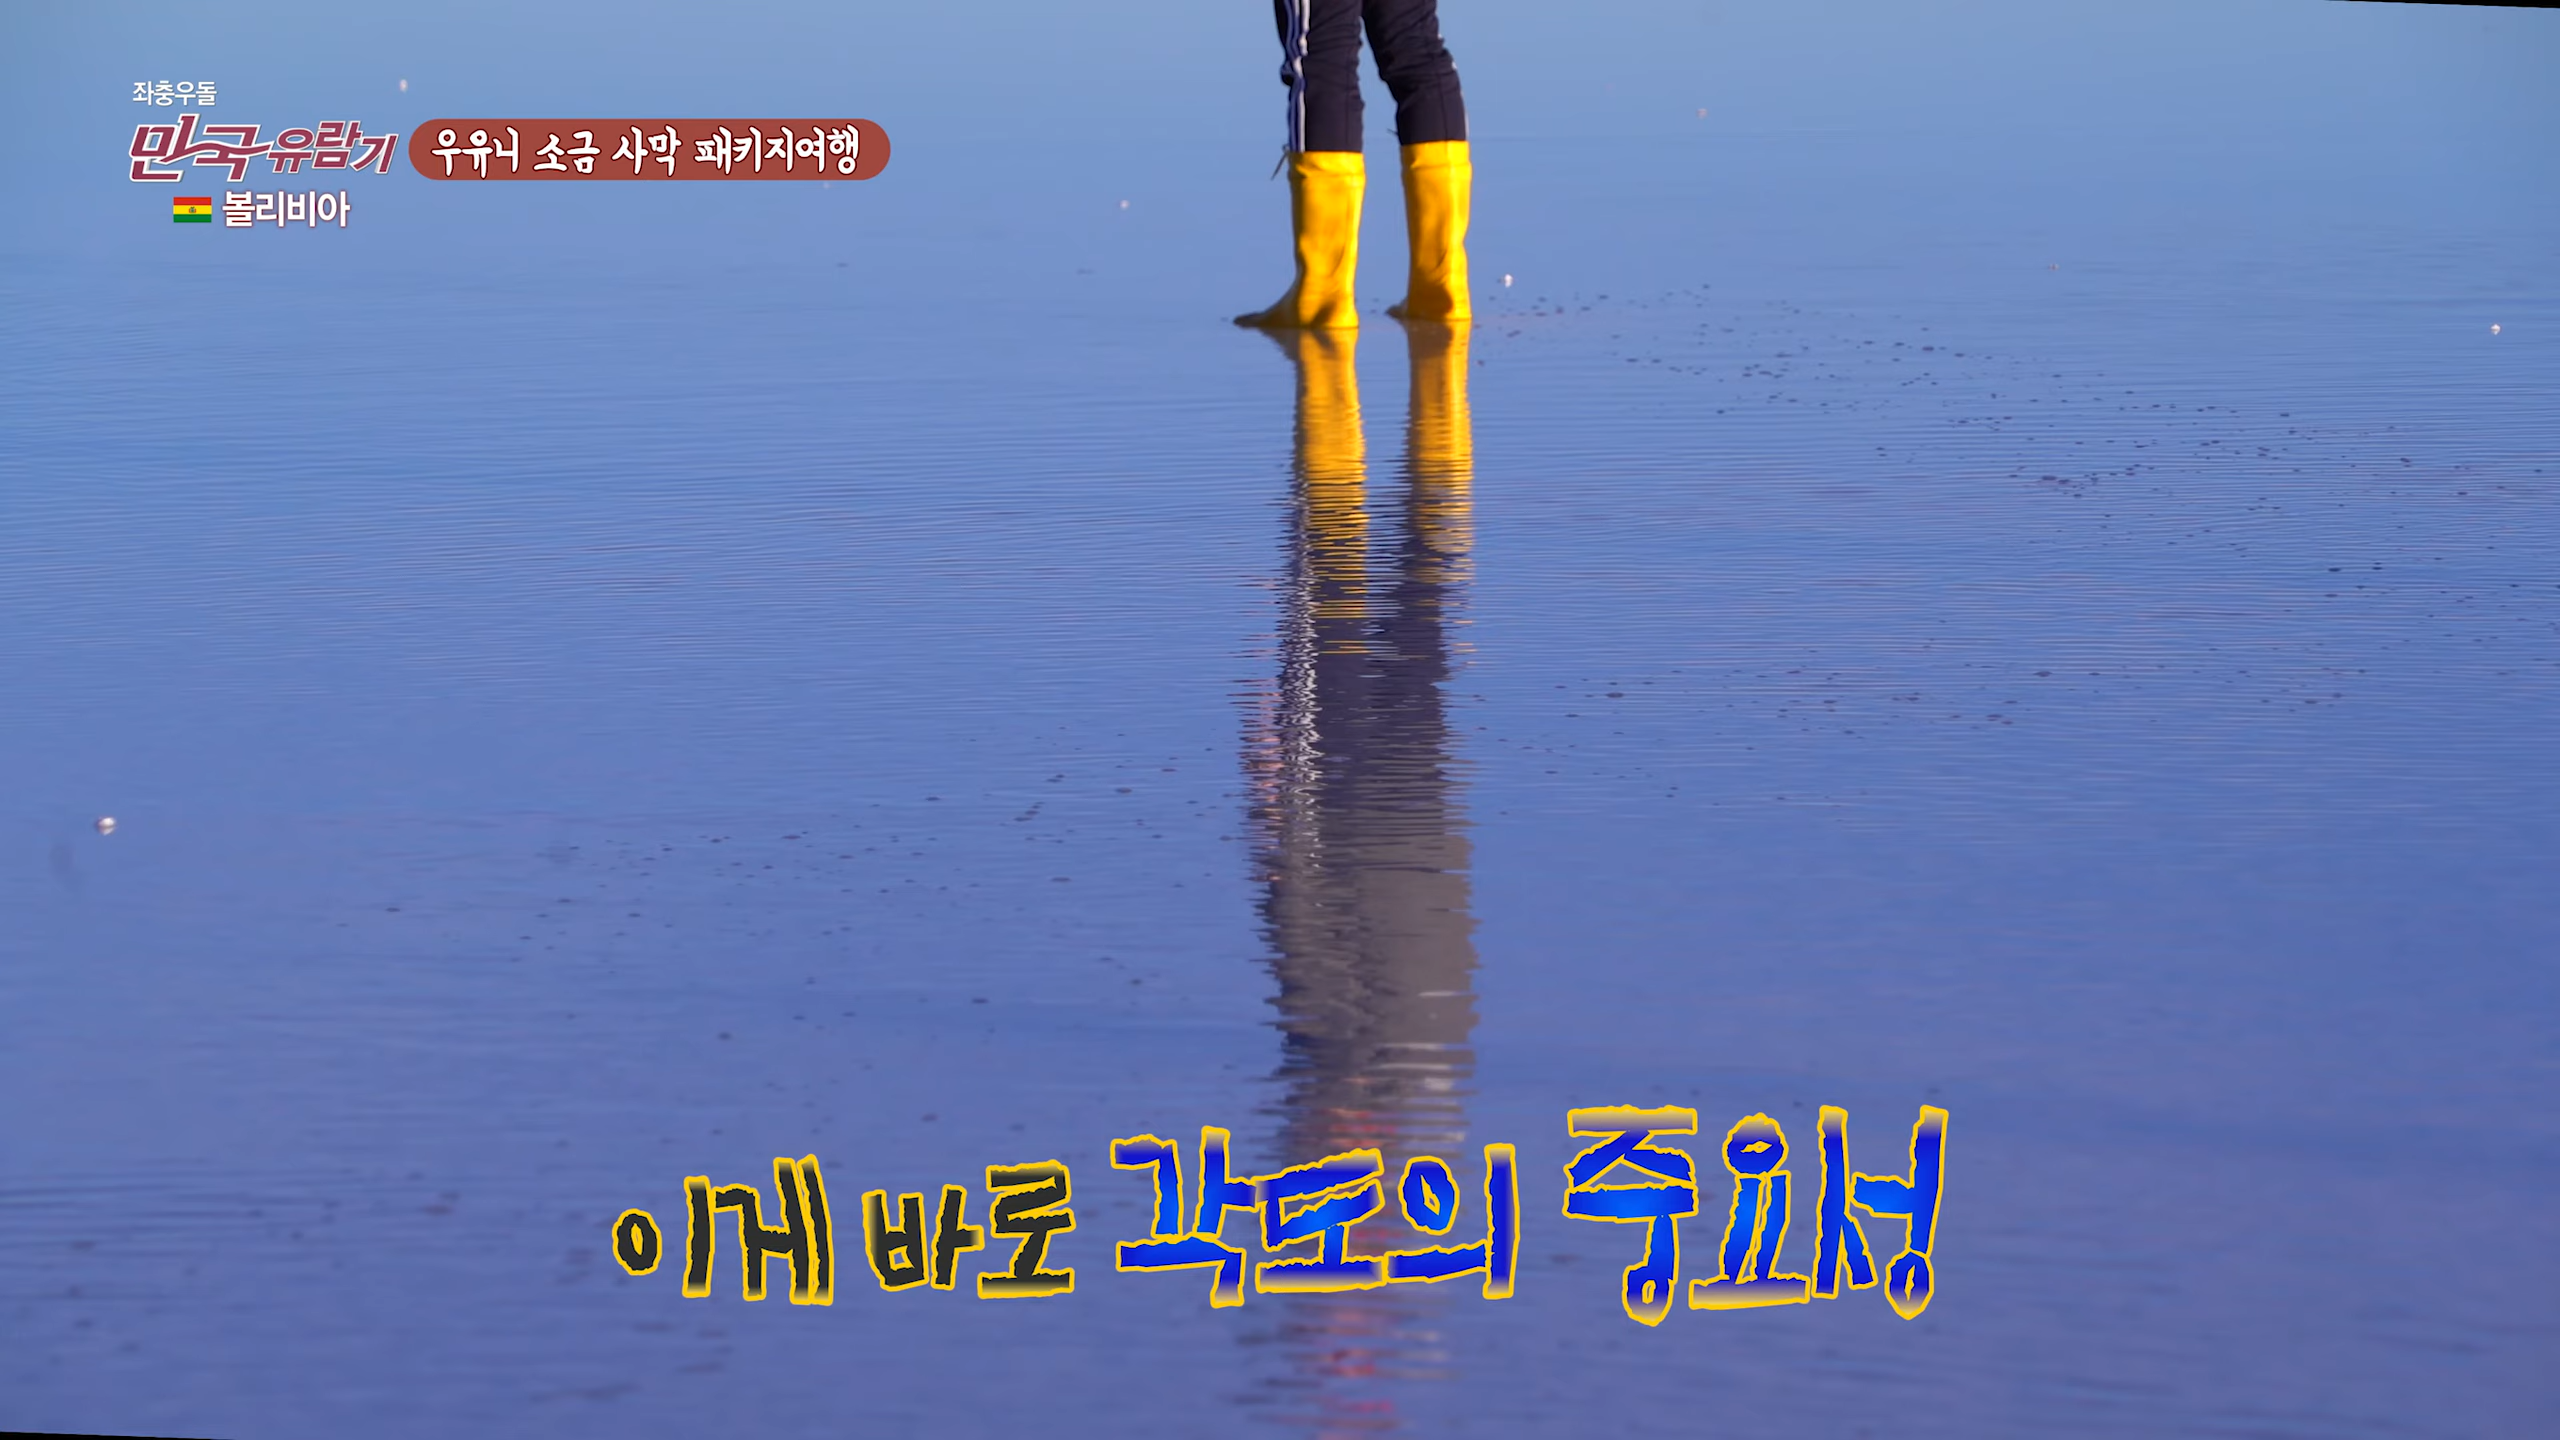 좌충우돌
민국유람기 우유니 소금 사막 패키지여행
볼리비아
이게 바로 각도의 중요성